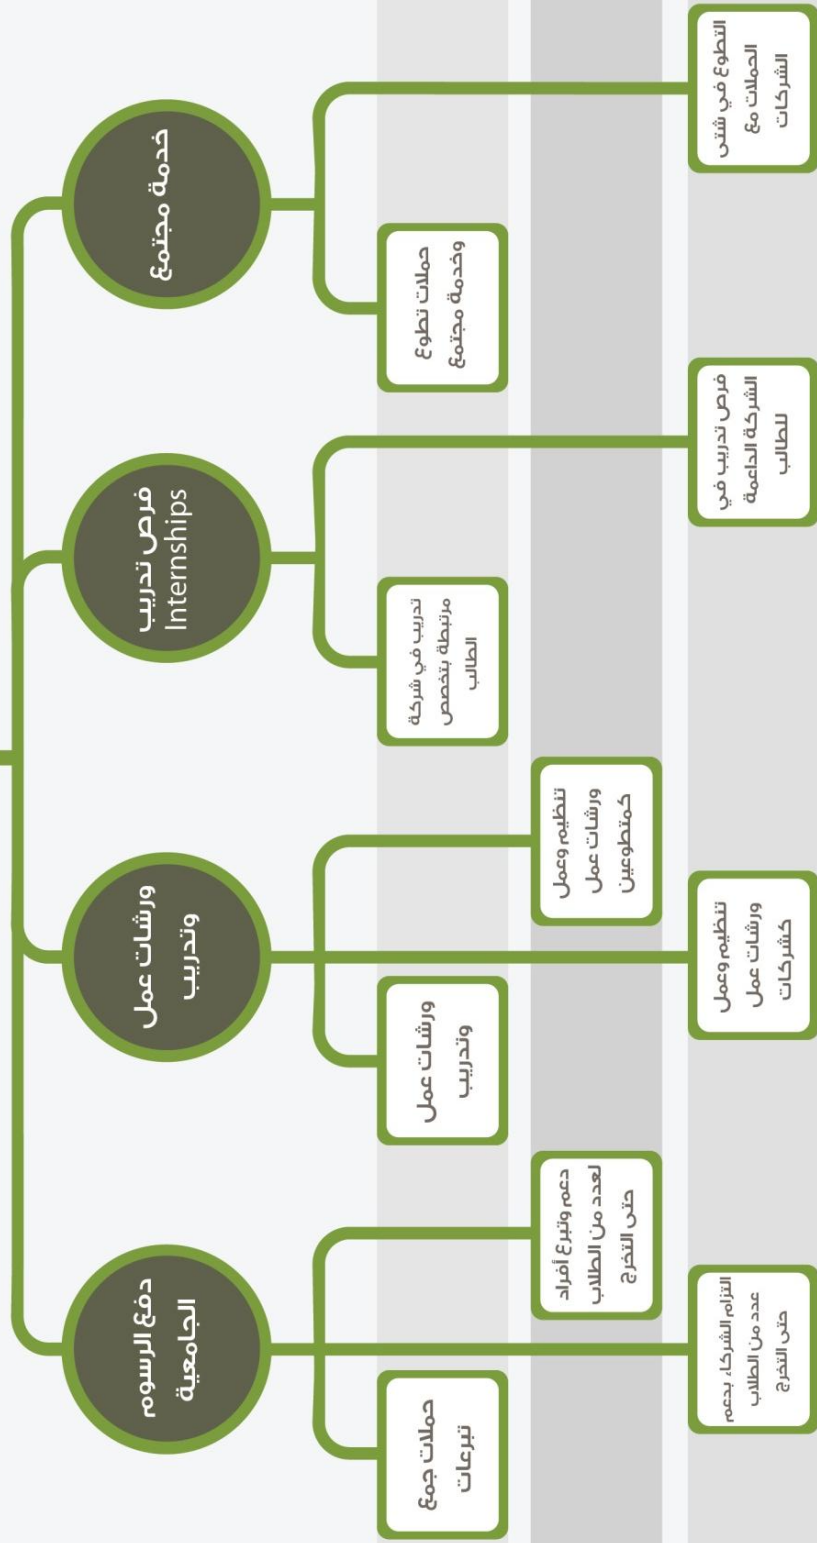 خدمة مجتمع
فرص تدريب
Internships
ورشات عمل
وتدريب
دفع الرسوم
الجامعية
حملات تطوع
وخدمة مجتمع
تدريب في شركة
مرتبطة بتخصص
الطالب
ورشات عمل
وتدريب
حملات جمع
تبرعات
تنظيم وعمل
ورشات عمل
كمتطوعين
دعم وتبرع أفراد
لعدد من الطلاب
حتى التخرج
التطوع في شتى
الحملات مع
الشركات
فرص تدريب في
الشركة الداعمة
للطالب
تنظيم وعمل
ورشات عمل
كشركات
التزام الشركاء بدعم
عدد من الطلاب
حتى التخرج